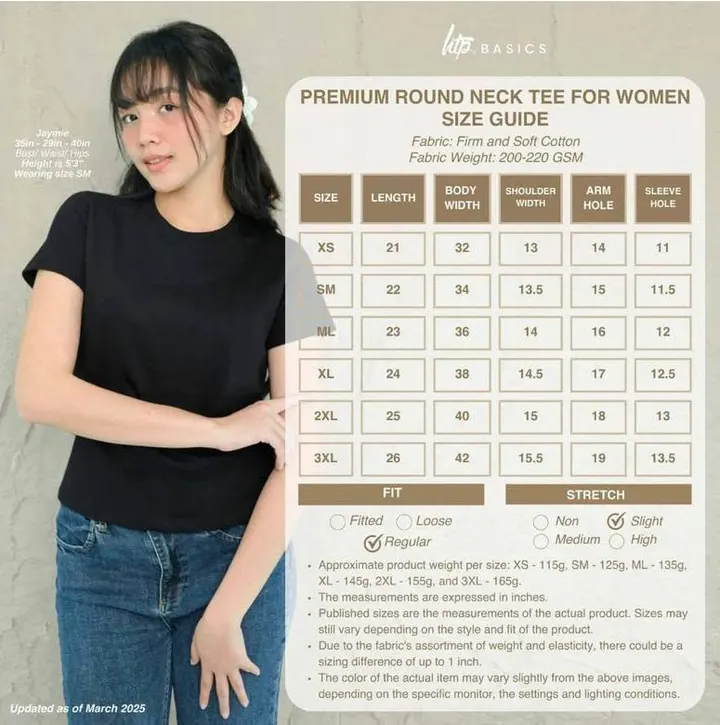 htp. BASICS
PREMIUM ROUND NECK TEE FOR WOMEN
SIZE GUIDE
Fabric: Firm and Soft Cotton
Fabric Weight: 200-220 GSM
Jaymie
35in - 29in - 40in
Bast/ Waist/ Hips
Height is 5'3"
Wearing size SM
SIZE LENGTH BODY WIDTH SHOULDER WIDTH ARM HOLE SLEEVE HOLE
XS 21 32 13 14 11
SM 22 34 13.5 15 11.5
ML 23 36 14 16 12
XL 24 38 14.5 17 12.5
2XL 25 40 15 18 13
3XL 26 42 15.5 19 13.5
FIT STRETCH
Fitted Loose Non Slight
Regular Medium High
• Approximate product weight per size: XS - 115g, SM - 125g, ML - 135g,
XL - 145g, 2XL - 155g, and 3XL - 165g.
• The measurements are expressed in inches.
• Published sizes are the measurements of the actual product. Sizes may
still vary depending on the style and fit of the product.
• Due to the fabric's assortment of weight and elasticity, there could be a
sizing difference of up to 1 inch.
• The color of the actual item may vary slightly from the above images,
depending on the specific monitor, the settings and lighting conditions.
Updated as of March 2025